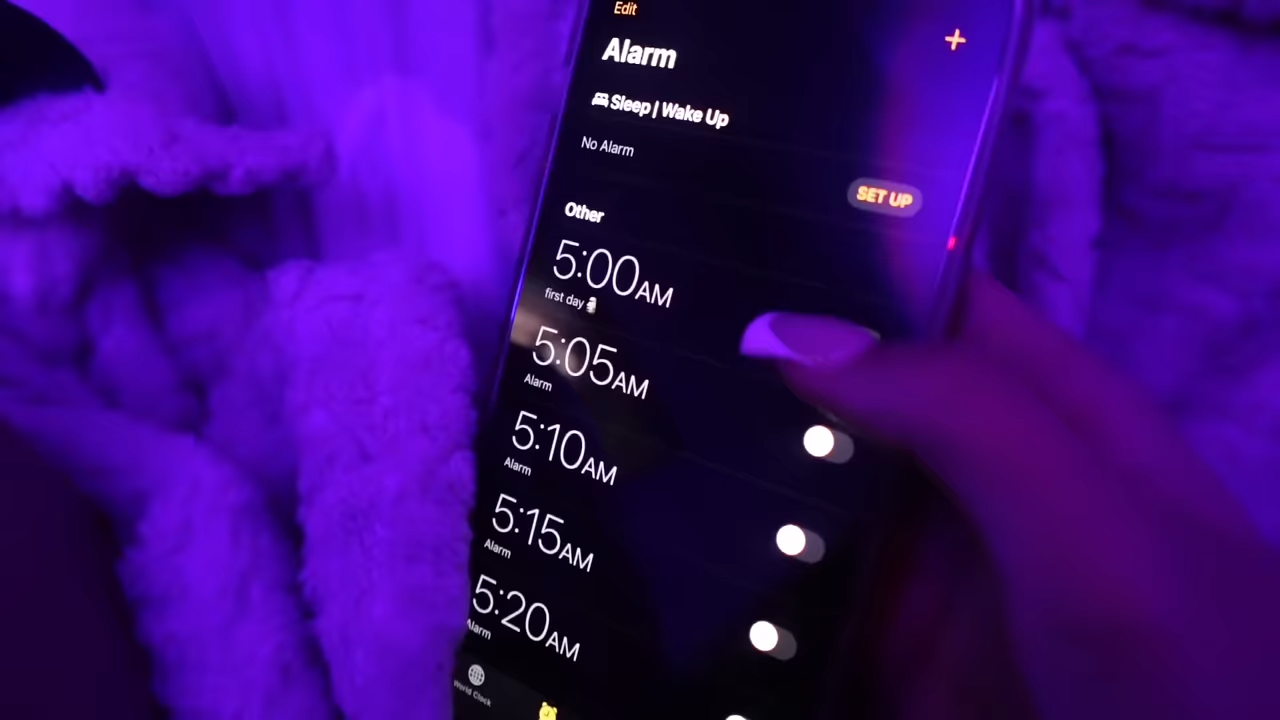 Edit
Alarm
Sleep | Wake Up
No Alarm
SET UP
Other
5:00AM
first day
5:05AM
Alarm
5:10AM
Alarm
5:15AM
Alarm
5:20AM
Alarm
World Clock